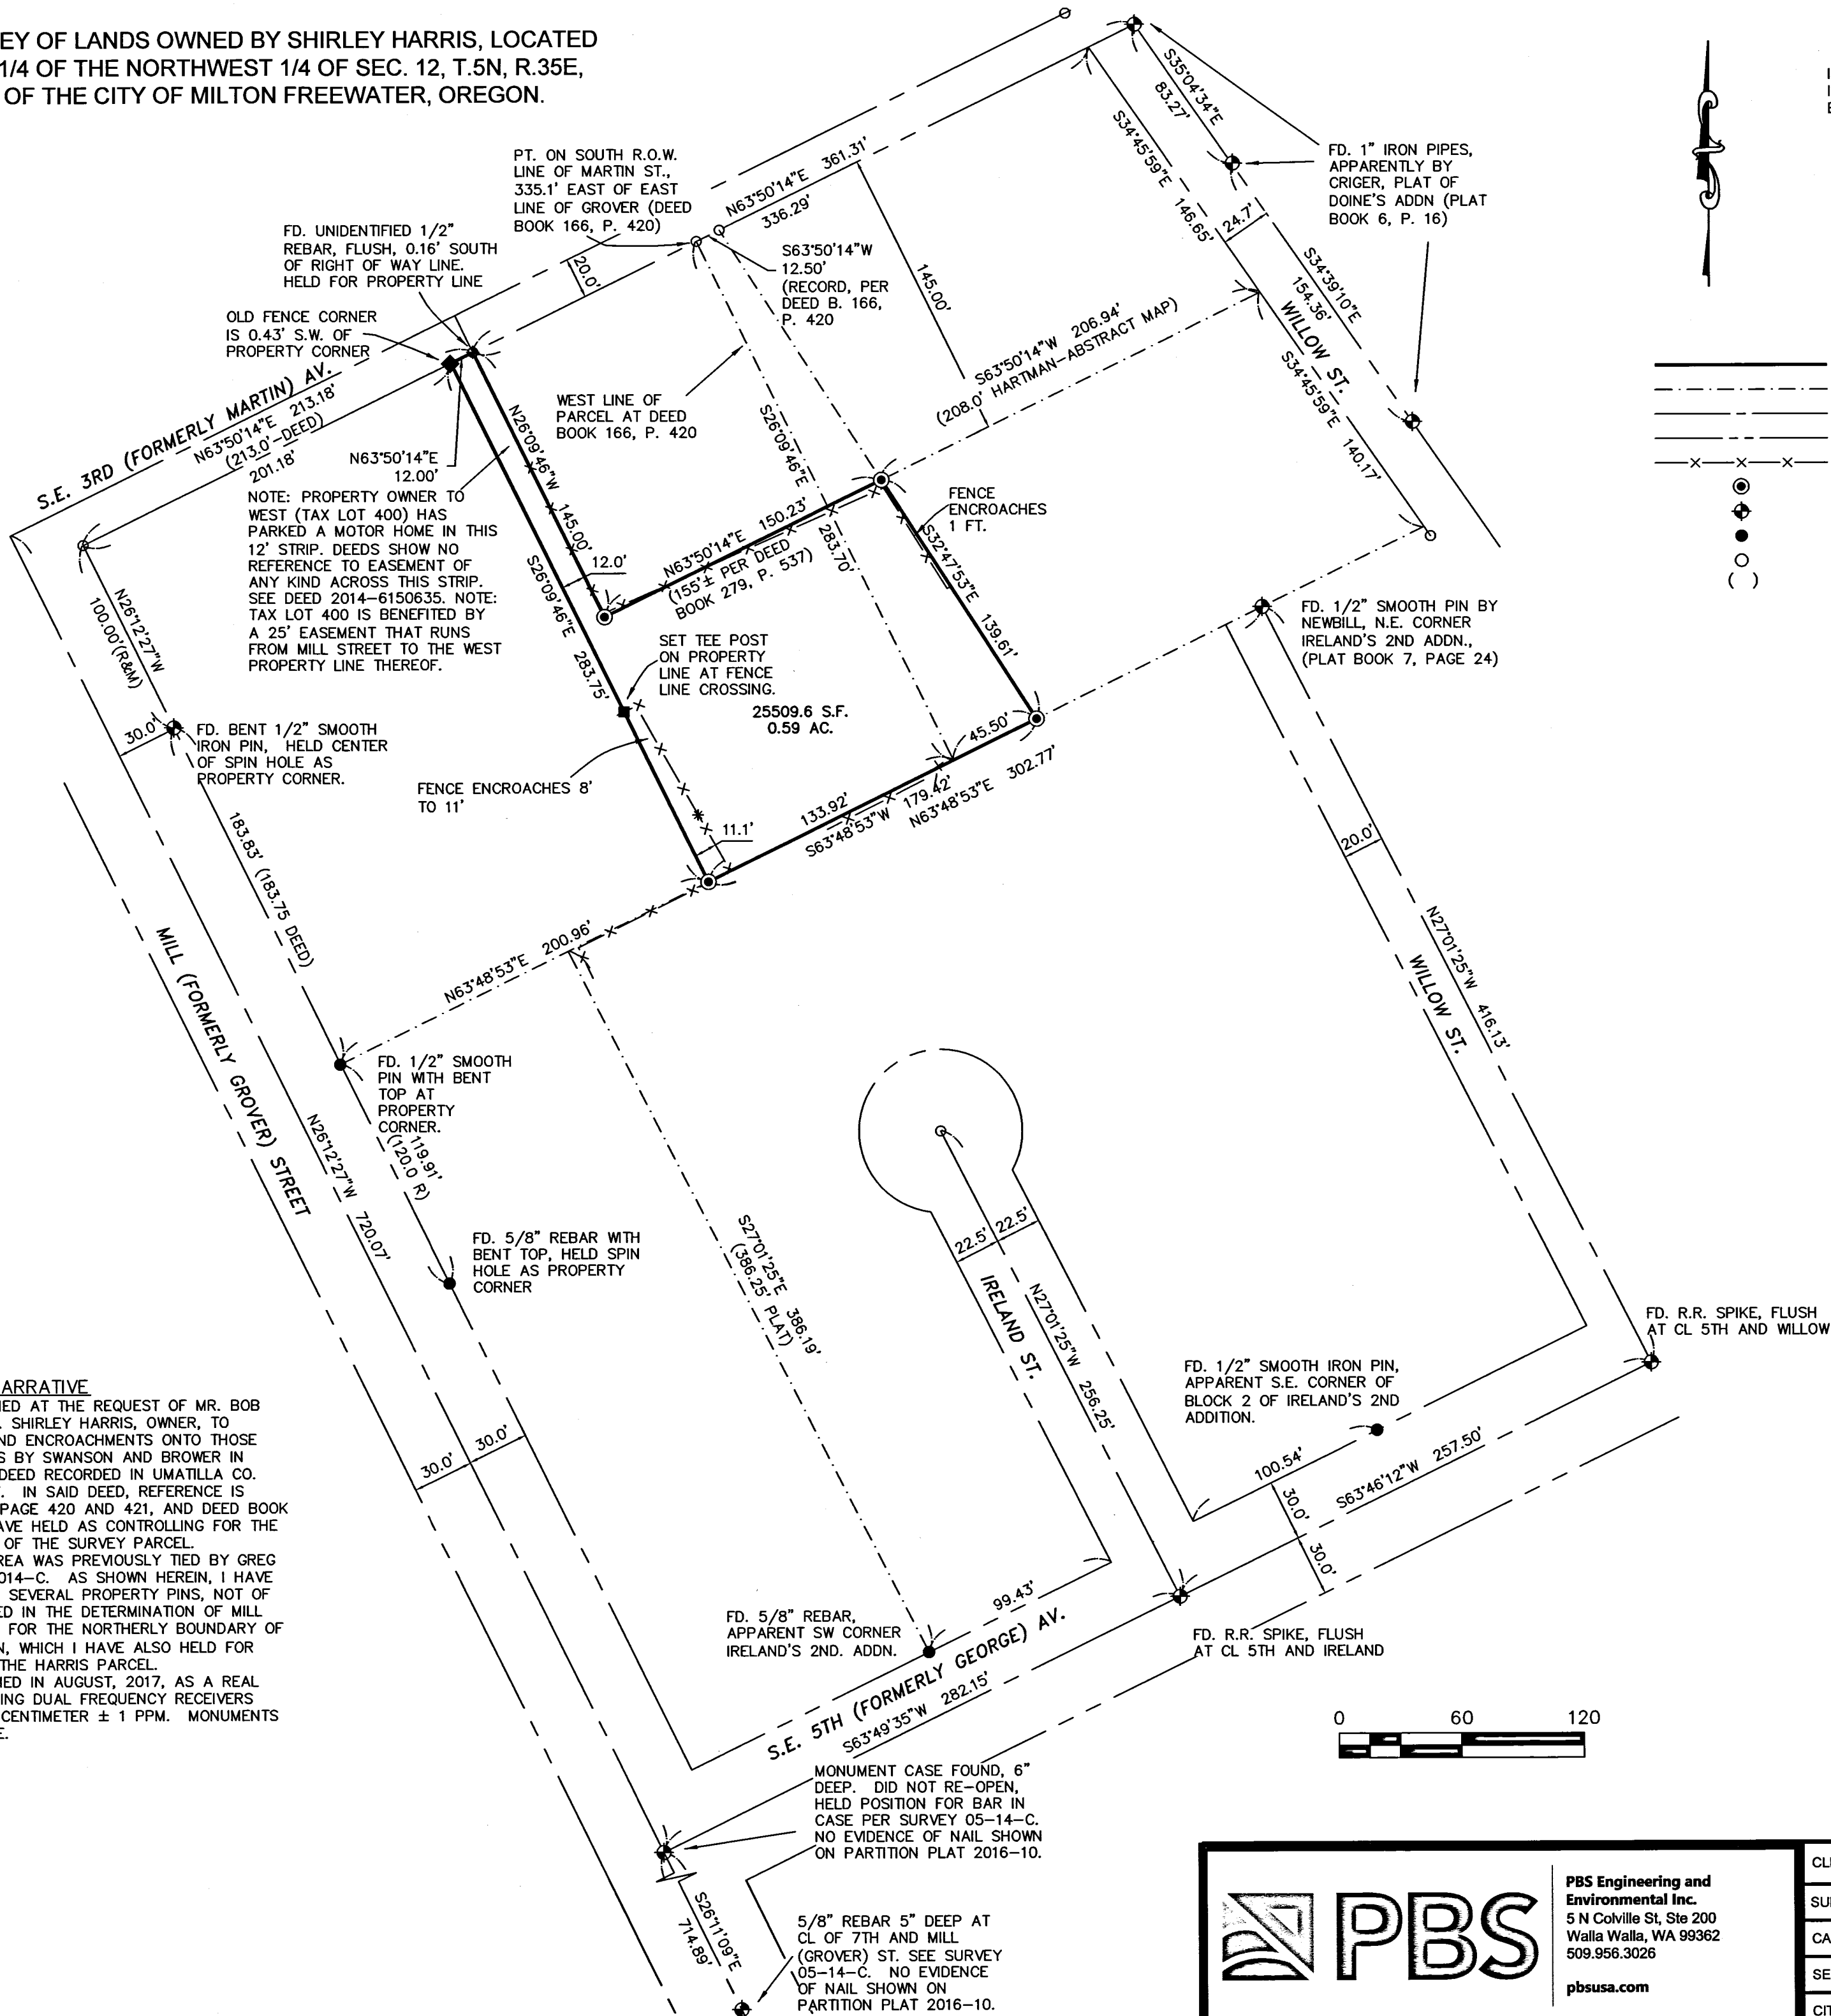 EY OF LANDS OWNED BY SHIRLEY HARRIS, LOCATED
1/4 OF THE NORTHWEST 1/4 OF SEC. 12, T.5N, R.35E,
OF THE CITY OF MILTON FREEWATER, OREGON.
PT. ON SOUTH R.O.W.
LINE OF MARTIN ST.,
335.1' EAST OF EAST
LINE OF GROVER (DEED
BOOK 166, P. 420)
N63°50'14"E 361.31'
336.29'
S35°04'34"E
83.27'
S34°45'59"E 146.65'
24.7'
FD. 1" IRON PIPES,
APPARENTLY BY
CRIGER, PLAT OF
DOINE'S ADDN (PLAT
BOOK 6, P. 16)
FD. UNIDENTIFIED 1/2"
REBAR, FLUSH, 0.16' SOUTH
OF RIGHT OF WAY LINE.
HELD FOR PROPERTY LINE
20.0'
S63°50'14"W
12.50'
(RECORD, PER
DEED B. 166,
P. 420
145.00'
S34°39'10"E
154.36'
WILLOW ST.
S34°45'59"E 140.17'
OLD FENCE CORNER
IS 0.43' S.W. OF
PROPERTY CORNER
S63°50'14"W 206.94'
(208.0' HARTMAN-ABSTRACT MAP)
S.E. 3RD (FORMERLY MARTIN) AV.
N63°50'14"E 213.18'
(213.0'-DEED)
201.18'
N63°50'14"E
12.00'
N26°09'46"W
145.00'
WEST LINE OF
PARCEL AT DEED
BOOK 166, P. 420
S26°09'46"E
283.70'
NOTE: PROPERTY OWNER TO
WEST (TAX LOT 400) HAS
PARKED A MOTOR HOME IN THIS
12' STRIP. DEEDS SHOW NO
REFERENCE TO EASEMENT OF
ANY KIND ACROSS THIS STRIP.
SEE DEED 2014-6150635. NOTE:
TAX LOT 400 IS BENEFITED BY
A 25' EASEMENT THAT RUNS
FROM MILL STREET TO THE WEST
PROPERTY LINE THEREOF.
12.0'
S26°09'46"E 283.75'
N63°50'14"E 150.23'
(155'± PER DEED
BOOK 279, P. 537)
FENCE
ENCROACHES
1 FT.
S32°47'53"E 139.61'
N26°12'27"W
100.00'(R&M)
SET TEE POST
ON PROPERTY
LINE AT FENCE
LINE CROSSING.
25509.6 S.F.
0.59 AC.
FD. 1/2" SMOOTH PIN BY
NEWBILL, N.E. CORNER
IRELAND'S 2ND ADDN.,
(PLAT BOOK 7, PAGE 24)
30.0'
FD. BENT 1/2" SMOOTH
IRON PIN, HELD CENTER
OF SPIN HOLE AS
PROPERTY CORNER.
FENCE ENCROACHES 8'
TO 11'
45.50'
133.92'
S63°48'53"W 179.42'
N63°48'53"E 302.77'
11.1'
20.0'
183.83' (183.75 DEED)
N63°48'53"E 200.96'
MILL (FORMERLY GROVER) STREET
N27°01'25"W 416.13'
WILLOW ST.
FD. 1/2" SMOOTH
PIN WITH BENT
TOP AT
PROPERTY
CORNER.
119.91'
(120.0 R)
N26°12'27"W 720.07'
FD. 5/8" REBAR WITH
BENT TOP, HELD SPIN
HOLE AS PROPERTY
CORNER
S27°01'25"E 386.19'
(386.25' PLAT)
22.5' 22.5'
IRELAND ST.
N27°01'25"W 256.25'
FD. R.R. SPIKE, FLUSH
AT CL 5TH AND WILLOW
FD. 1/2" SMOOTH IRON PIN,
APPARENT S.E. CORNER OF
BLOCK 2 OF IRELAND'S 2ND
ADDITION.
100.54'
S63°46'12"W 257.50'
30.0'
30.0'
30.0'
30.0'
ARRATIVE
ED AT THE REQUEST OF MR. BOB
. SHIRLEY HARRIS, OWNER, TO
ND ENCROACHMENTS ONTO THOSE
S BY SWANSON AND BROWER IN
DEED RECORDED IN UMATILLA CO.
. IN SAID DEED, REFERENCE IS
PAGE 420 AND 421, AND DEED BOOK
AVE HELD AS CONTROLLING FOR THE
OF THE SURVEY PARCEL.
REA WAS PREVIOUSLY TIED BY GREG
014-C. AS SHOWN HEREIN, I HAVE
SEVERAL PROPERTY PINS, NOT OF
ED IN THE DETERMINATION OF MILL
FOR THE NORTHERLY BOUNDARY OF
N, WHICH I HAVE ALSO HELD FOR
THE HARRIS PARCEL.
ED IN AUGUST, 2017, AS A REAL
ING DUAL FREQUENCY RECEIVERS
CENTIMETER ± 1 PPM. MONUMENTS
E.
FD. 5/8" REBAR,
APPARENT SW CORNER
IRELAND'S 2ND. ADDN.
99.43'
S.E. 5TH (FORMERLY GEORGE) AV.
S63°49'35"W 282.15'
FD. R.R. SPIKE, FLUSH
AT CL 5TH AND IRELAND
0 60 120
MONUMENT CASE FOUND, 6"
DEEP. DID NOT RE-OPEN,
HELD POSITION FOR BAR IN
CASE PER SURVEY 05-14-C.
NO EVIDENCE OF NAIL SHOWN
ON PARTITION PLAT 2016-10.
S26°11'09"E
714.89'
5/8" REBAR 5" DEEP AT
CL OF 7TH AND MILL
(GROVER) ST. SEE SURVEY
05-14-C. NO EVIDENCE
OF NAIL SHOWN ON
PARTITION PLAT 2016-10.
PBS
PBS Engineering and
Environmental Inc.
5 N Colville St, Ste 200
Walla Walla, WA 99362
509.956.3026
pbsusa.com
CL
SU
CA
SE
CIT
( )